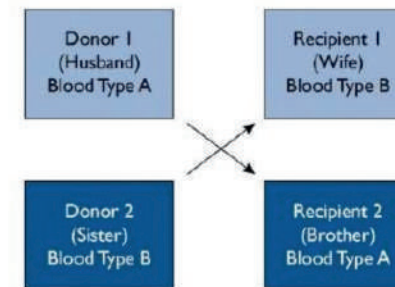 Donor 1
(Husband)
Blood Type A
Recipient 1
(Wife)
Blood Type B
Donor 2
(Sister)
Blood Type B
Recipient 2
(Brother)
Blood Type A